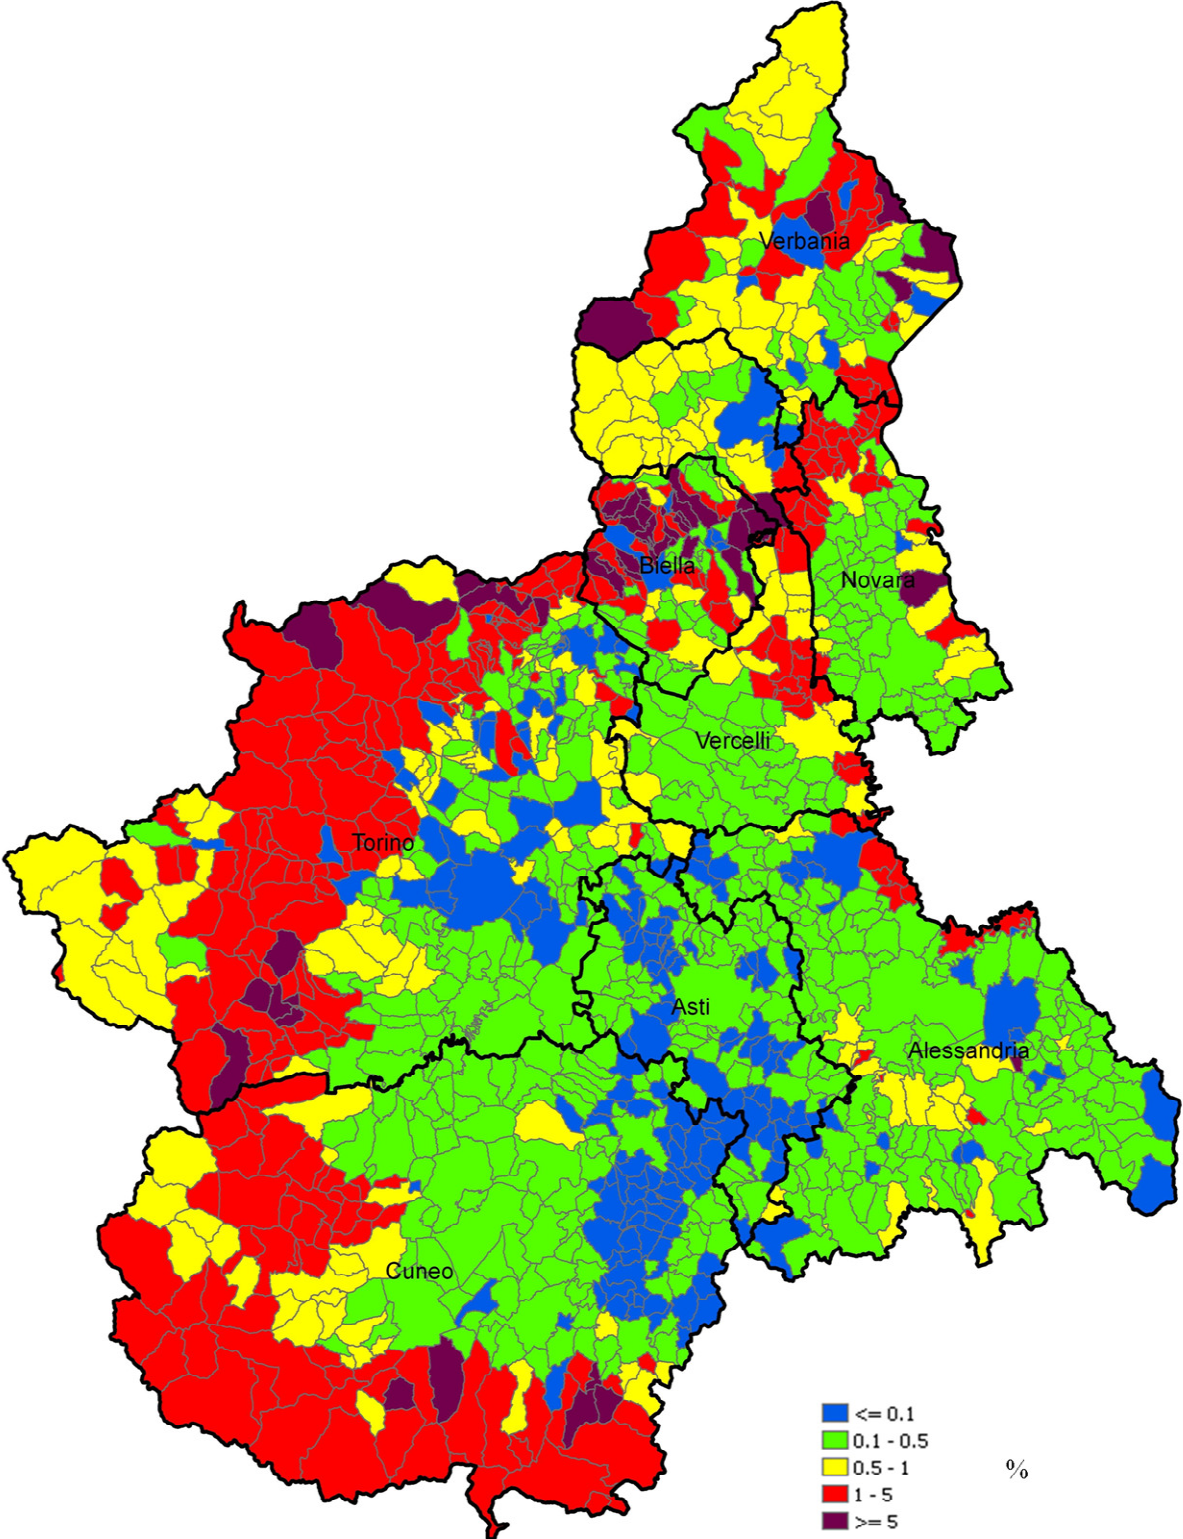 Verbania
Biella
Novara
Vercelli
Torino
Asti
Alessandria
Cuneo
<= 0.1
0.1 - 0.5
0.5 - 1
1 - 5
>= 5
%